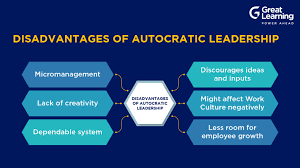 Great
Learning
POWER AHEAD
DISADVANTAGES OF AUTOCRATIC LEADERSHIP
Micromanagement
Lack of creativity
Dependable system
DISADVANTAGES
OF AUTOCRATIC
LEADERSHIP
Discourages ideas
and inputs
Might affect Work
Culture negatively
Less room for
employee growth